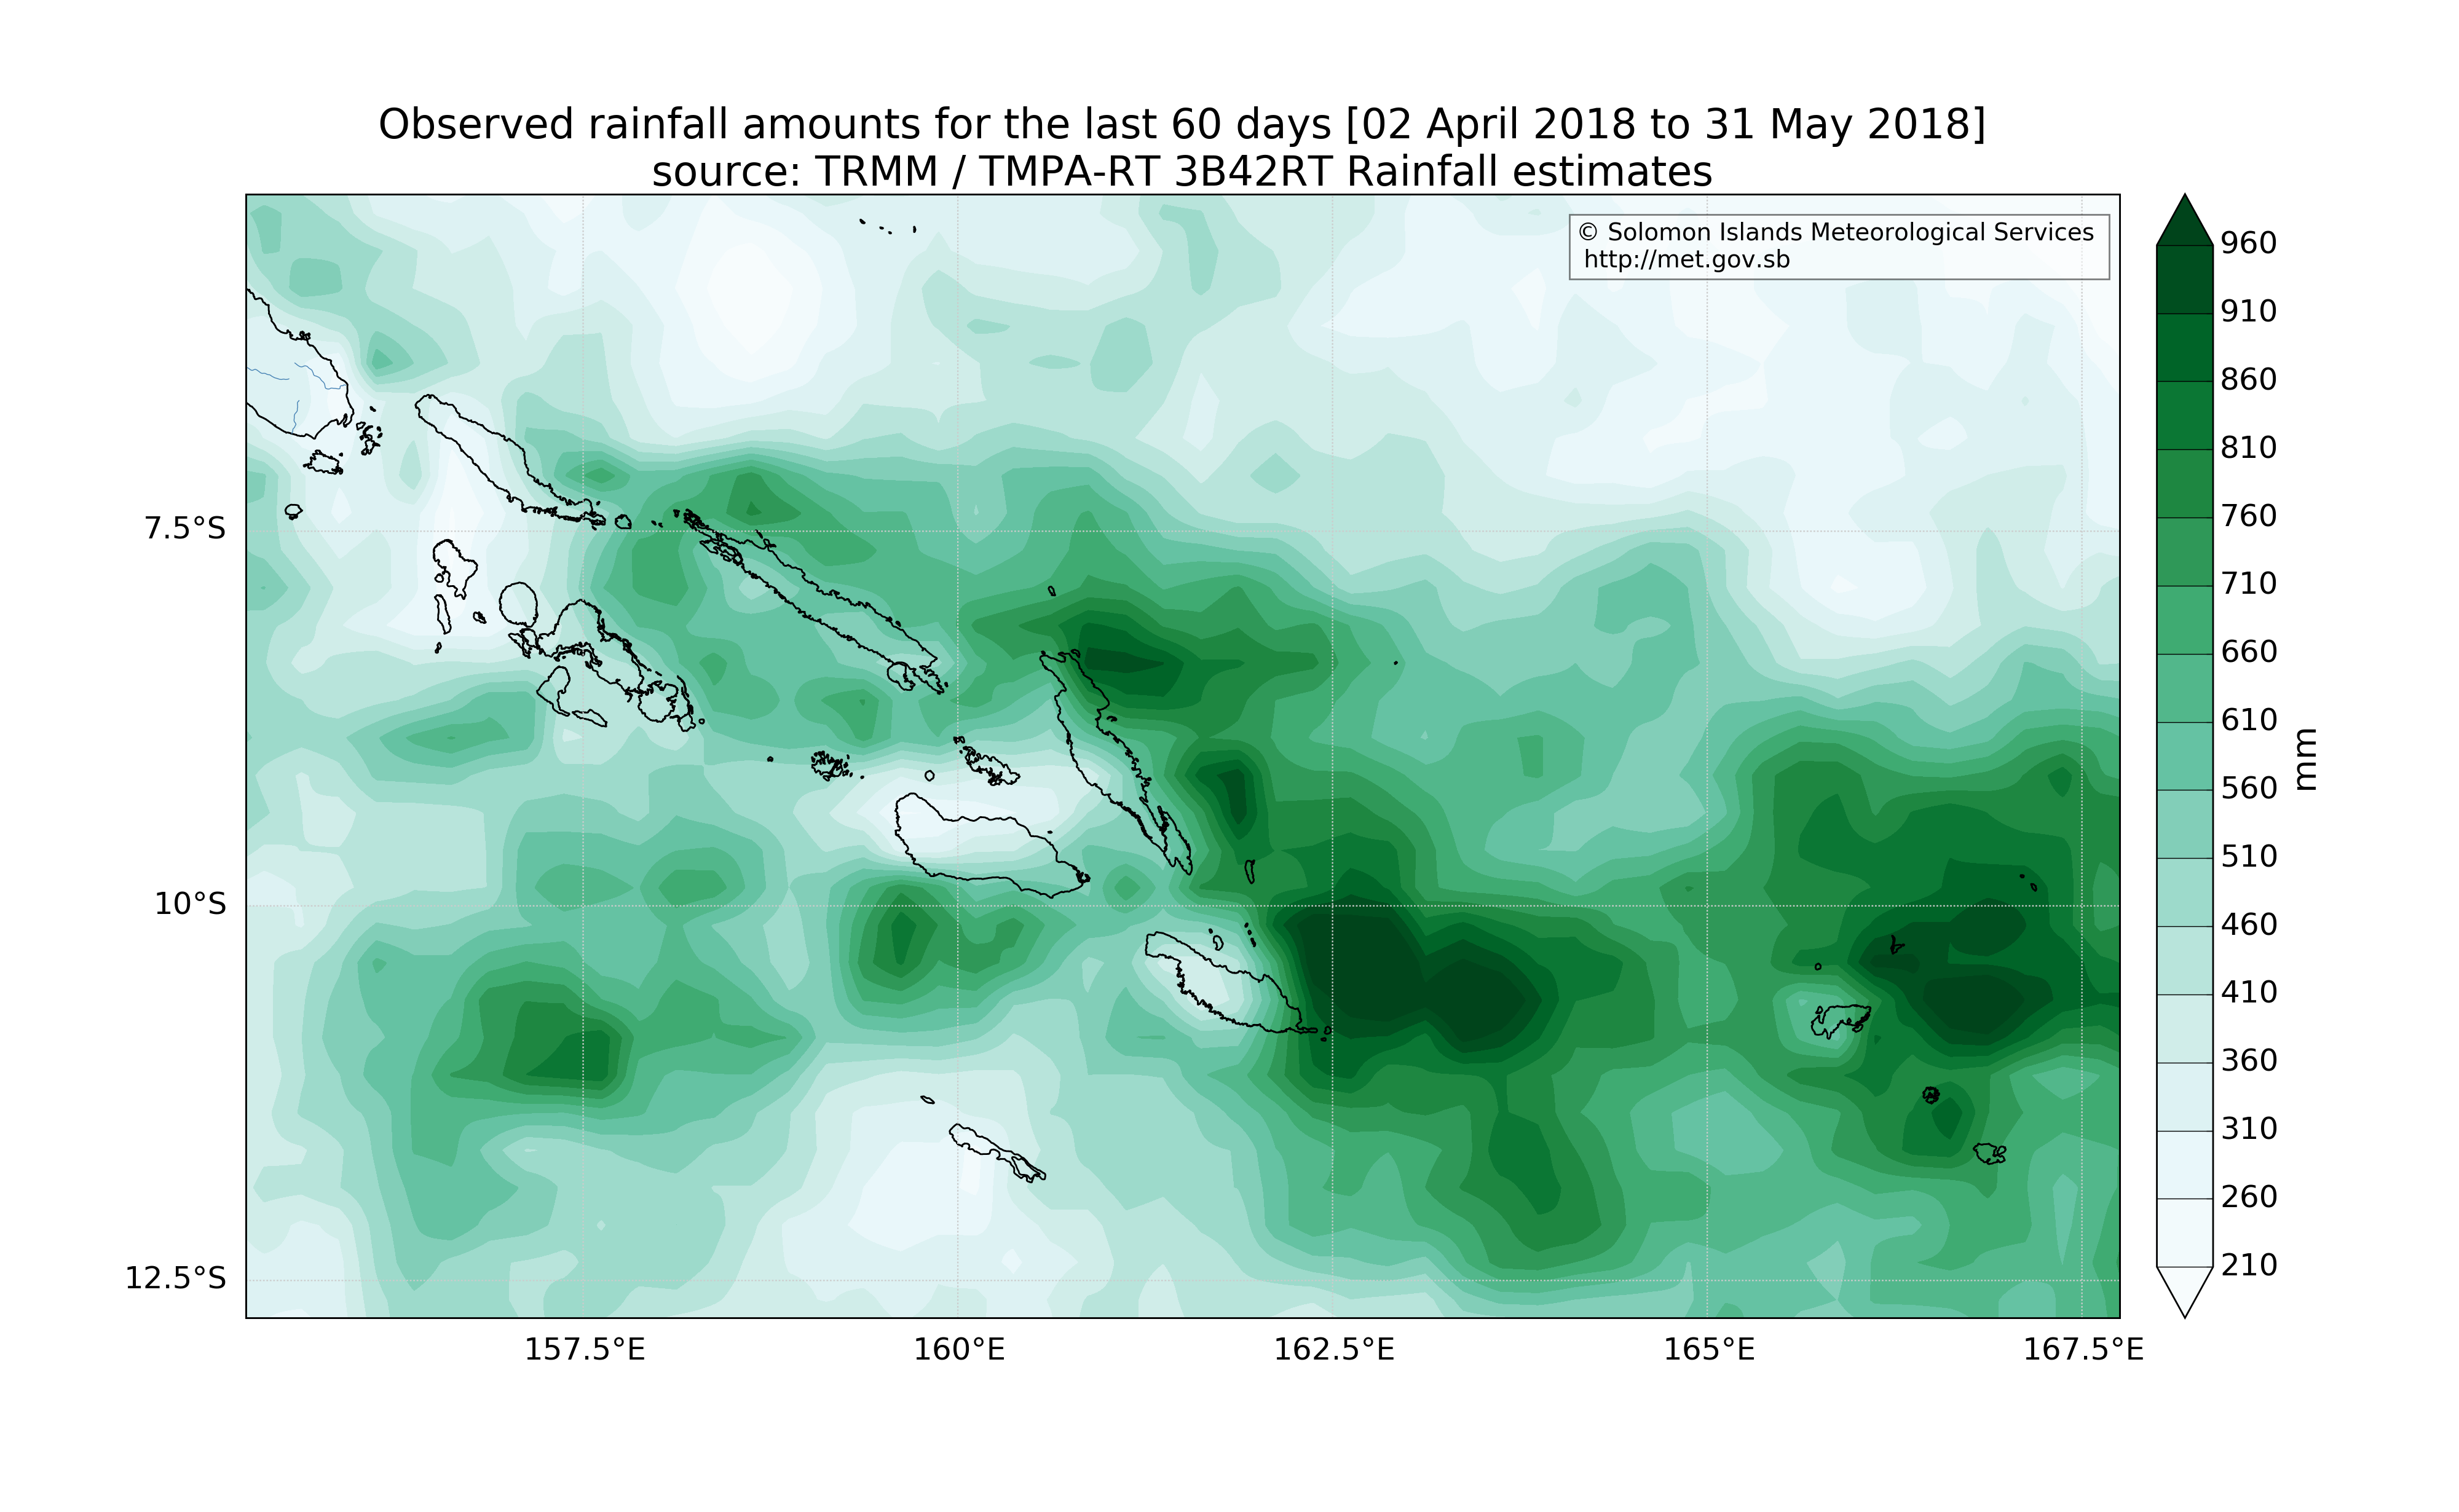 Observed rainfall amounts for the last 60 days [02 April 2018 to 31 May 2018]
source: TRMM / TMPA-RT 3B42RT Rainfall estimates
© Solomon Islands Meteorological Services
http://met.gov.sb
7.5°S
10°S
12.5°S
157.5°E
160°E
162.5°E
165°E
167.5°E
960
910
860
810
760
710
660
610
560
510
460
410
360
310
260
210
mm